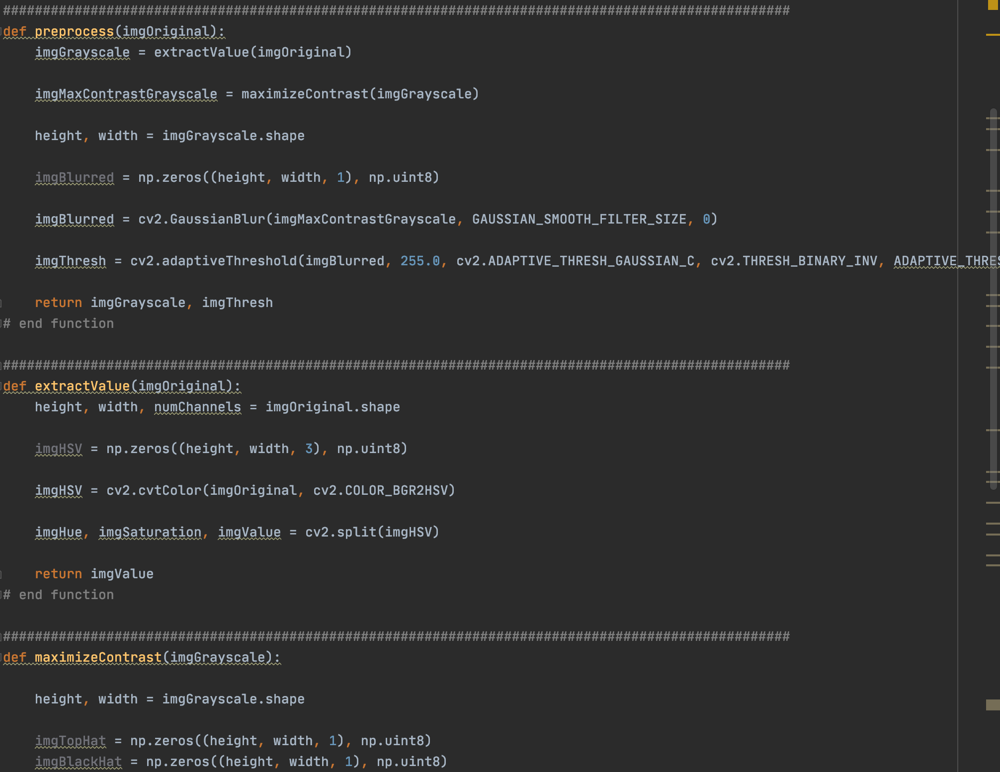 ###################################################################################################
def preprocess(imgOriginal):
    imgGrayscale = extractValue(imgOriginal)
    imgMaxContrastGrayscale = maximizeContrast(imgGrayscale)
    height, width = imgGrayscale.shape
    imgBlurred = np.zeros((height, width, 1), np.uint8)
    imgBlurred = cv2.GaussianBlur(imgMaxContrastGrayscale, GAUSSIAN_SMOOTH_FILTER_SIZE, 0)
    imgThresh = cv2.adaptiveThreshold(imgBlurred, 255.0, cv2.ADAPTIVE_THRESH_GAUSSIAN_C, cv2.THRESH_BINARY_INV, ADAPTIVE_THRES
    return imgGrayscale, imgThresh
# end function
###################################################################################################
def extractValue(imgOriginal):
    height, width, numChannels = imgOriginal.shape
    imgHSV = np.zeros((height, width, 3), np.uint8)
    imgHSV = cv2.cvtColor(imgOriginal, cv2.COLOR_BGR2HSV)
    imgHue, imgSaturation, imgValue = cv2.split(imgHSV)
    return imgValue
# end function
###################################################################################################
def maximizeContrast(imgGrayscale):
    height, width = imgGrayscale.shape
    imgTopHat = np.zeros((height, width, 1), np.uint8)
    imgBlackHat = np.zeros((height, width, 1), np.uint8)